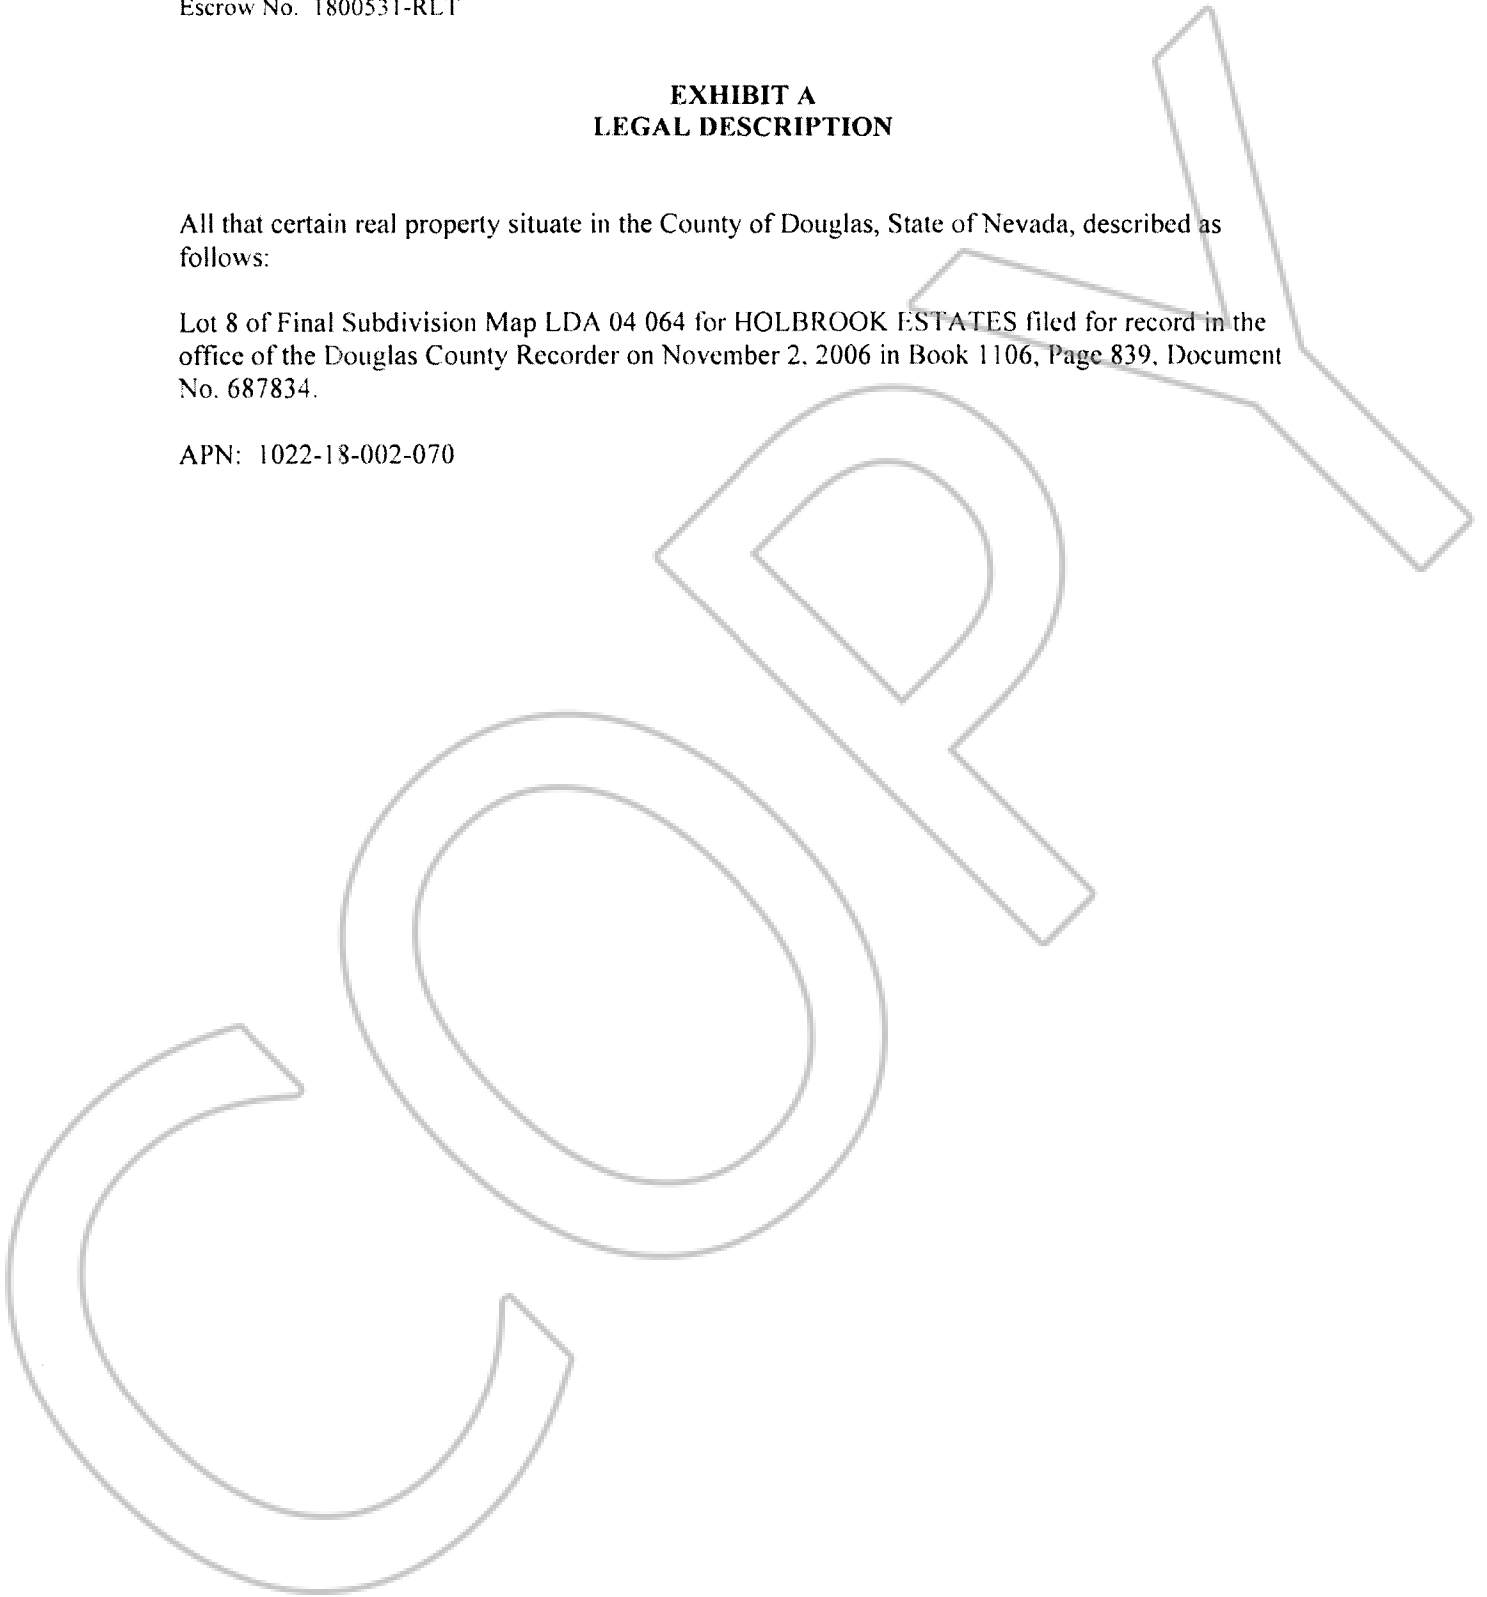 Escrow No. 1800531-RLT
EXHIBIT A
LEGAL DESCRIPTION
All that certain real property situate in the County of Douglas, State of Nevada, described as
follows:
Lot 8 of Final Subdivision Map LDA 04 064 for HOLBROOK ESTATES filed for record in the
office of the Douglas County Recorder on November 2, 2006 in Book 1106, Page 839, Document
No. 687834.
APN: 1022-18-002-070
COPY